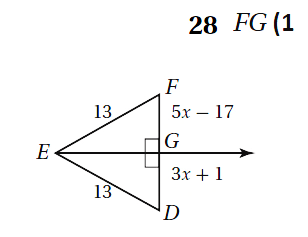 28 FG (1
F
13
5x – 17
G
E
3x + 1
13
D